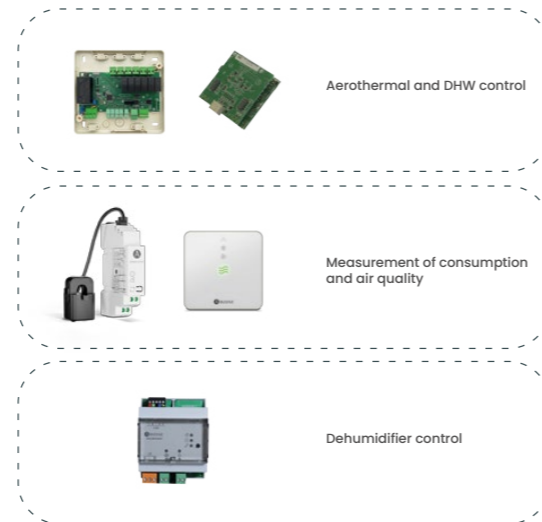 Aerothermal and DHW control
Measurement of consumption
and air quality
Dehumidifier control